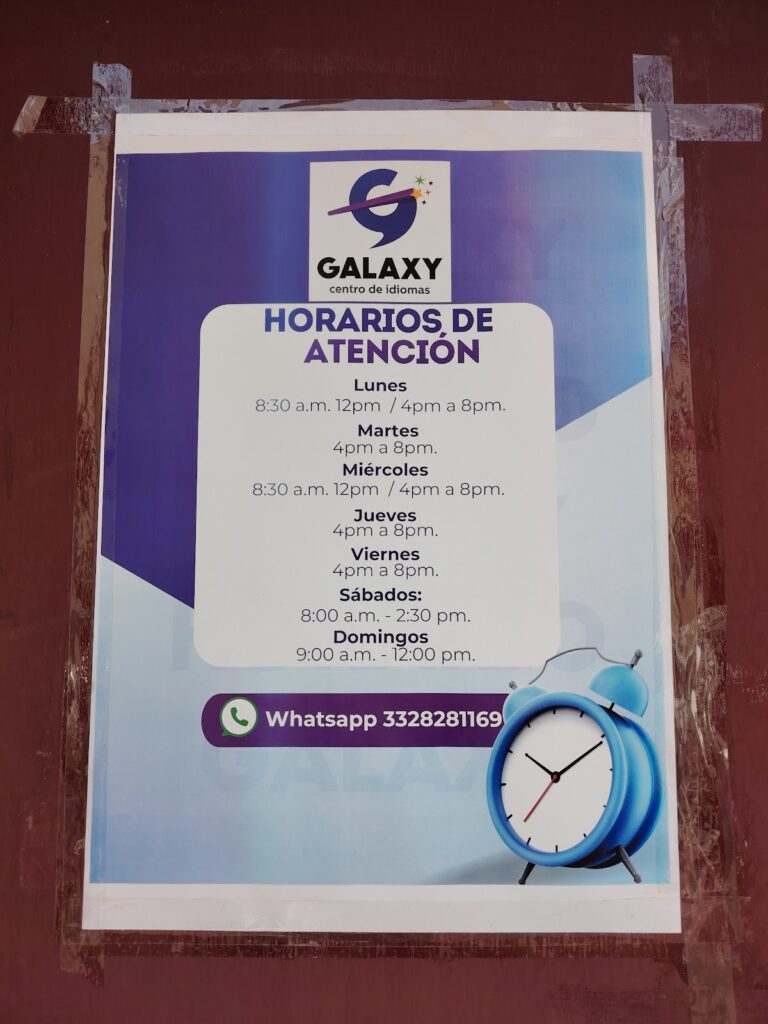 GALAXY
centro de idiomas
HORARIOS DE
ATENCIÓN
Lunes
8:30 a.m. 12pm / 4pm a 8pm.
Martes
4pm a 8pm.
Miércoles
8:30 a.m. 12pm / 4pm a 8pm.
Jueves
4pm a 8pm.
Viernes
4pm a 8pm.
Sábados:
8:00 a.m. - 2:30 pm.
Domingos
9:00 a.m. - 12:00 pm.
Whatsapp 3328281169